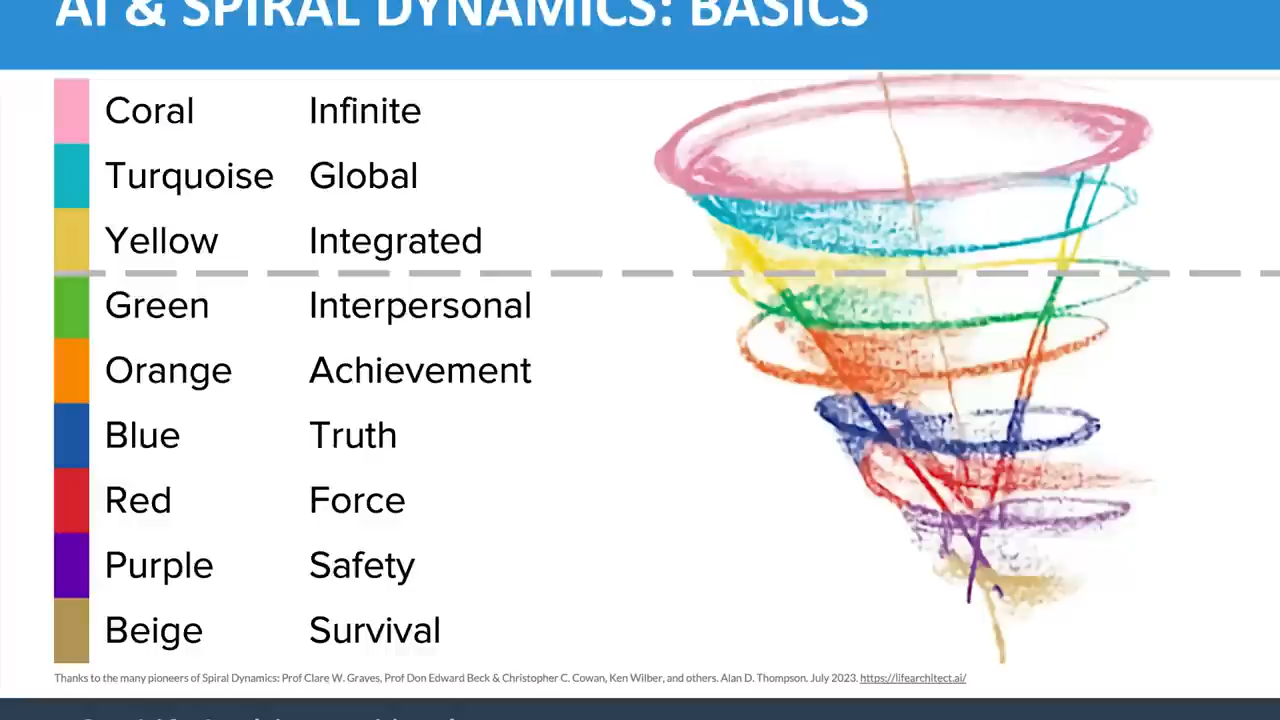 AI & SPIRAL DYNAMICS: BASICS
Coral Infinite
Turquoise Global
Yellow Integrated
Green Interpersonal
Orange Achievement
Blue Truth
Red Force
Purple Safety
Beige Survival
Thanks to the many pioneers of Spiral Dynamics: Prof Clare W. Graves, Prof Don Edward Beck & Christopher C. Cowan, Ken Wilber, and others. Alan D. Thompson. July 2023. https://lifearchitect.ai/